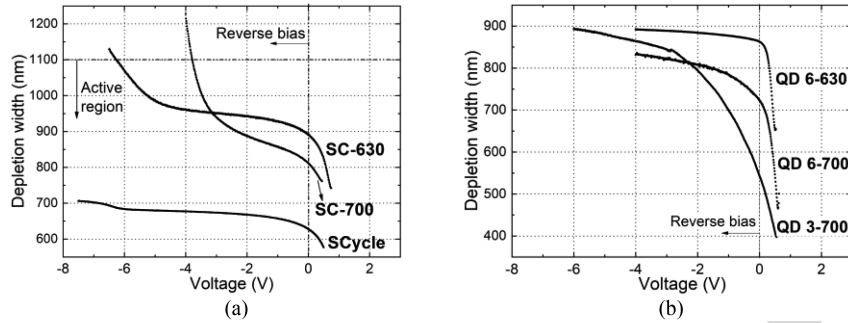 1200
1100
1000
900
800
700
600
Depletion width (nm)
Reverse bias
Active
region
SC-630
SC-700
SCycle
-8 -6 -4 -2 0 2
Voltage (V)
(a)
900
800
700
600
500
400
Depletion width (nm)
QD 6-630
QD 6-700
Reverse bias
QD 3-700
-6 -4 -2 0 2
Voltage (V)
(b)